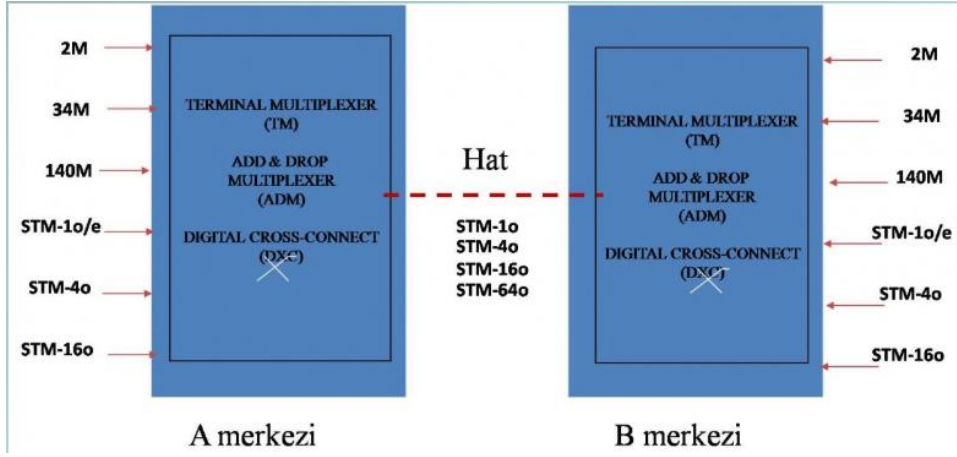 2M
34M
140M
STM-1o/e
STM-4o
STM-16o
TERMINAL MULTIPLEXER
(TM)
ADD & DROP
MULTIPLEXER
(ADM)
DIGITAL CROSS-CONNECT
(DXC)
A merkezi
Hat
STM-1o
STM-4o
STM-16o
STM-64o
TERMINAL MULTIPLEXER
(TM)
ADD & DROP
MULTIPLEXER
(ADM)
DIGITAL CROSS-CONNECT
(DXC)
B merkezi
2M
34M
140M
STM-1o/e
STM-4o
STM-16o